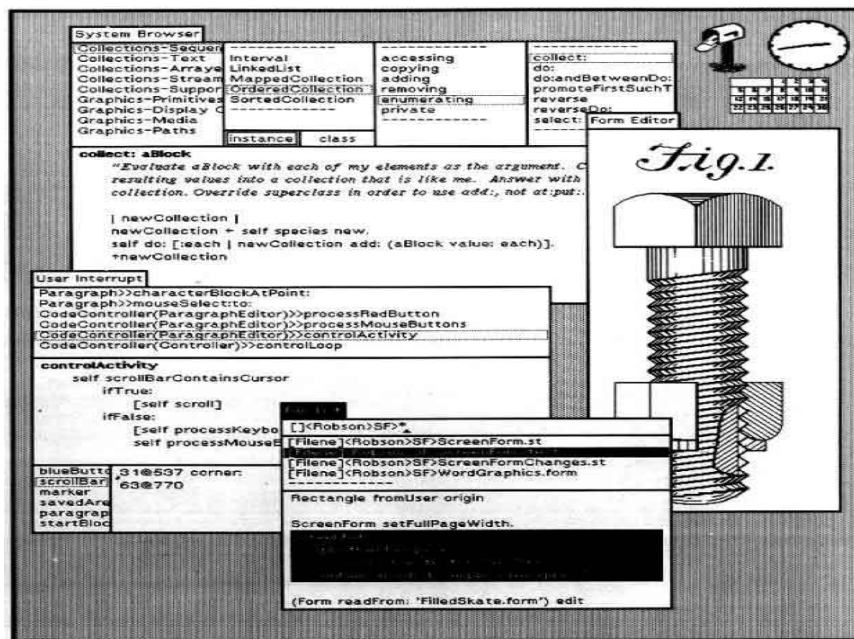 System Browser
Collections-Sequen
Collections-Text
Collections-Arraye
Collections-Stream
Collections-Suppor
Graphics-Primitives
Graphics-Display
Graphics-Media
Graphics-Paths
------------
Interval
LinkedList
MappedCollection
OrderedCollection
SortedCollection
------------
instance
class
------------
accessing
copying
adding
removing
enumerating
private
------------
------------
collect:
do:
do:andBetweenDo:
promoteFirstSuchT
reverse
reverseDo:
select:
collect: aBlock
"Evaluate aBlock with each of my elements as the argument. C
resulting values into a collection that is like me. Answer with
collection. Override superclass in order to use add:, not at:put:.
| newCollection |
newCollection ← self species new.
self do: [:each | newCollection add: (aBlock value: each)].
↑newCollection
Form Editor
Fig.1.
User Interrupt
Paragraph>>characterBlockAtPoint:
Paragraph>>mouseSelect:to:
CodeController(ParagraphEditor)>>processRedButton
CodeController(ParagraphEditor)>>processMouseButtons
CodeController(ParagraphEditor)>>controlActivity
CodeController(Controller)>>controlLoop
controlActivity
self scrollBarContainsCursor
ifTrue:
[self scroll]
ifFalse:
[self processKeybo
self processMouseB
blueButto
scrollBar
marker
savedAre
paragrap
startBloc
31@537 corner:
63@770
[]<Robson>SF>*
[Filene]<Robson>SF>ScreenForm.st
[Filene]<Robson>SF>ScreenFormChanges.st
[Filene]<Robson>SF>WordGraphics.form
------------
Rectangle fromUser origin
ScreenForm setFullPageWidth.
(Form readFrom: 'FilledSkate.form') edit